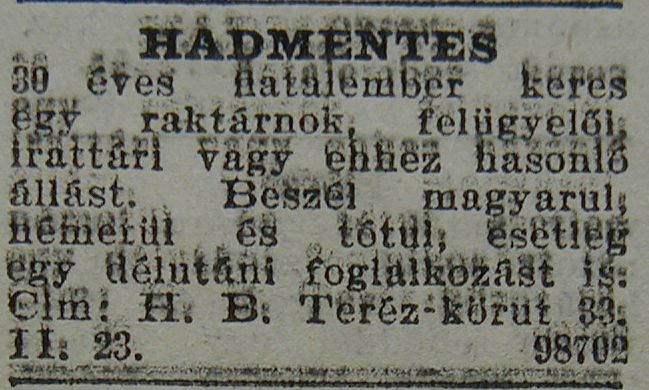 HADMENTES
30 éves fiatalember keres
egy raktárnok, felügyelői,
irattári vagy ehhez hasonló
állást. Beszél magyarul,
németül és tótul, esetleg
egy délutáni foglalkozást is.
Cim: H. B. Teréz-körut 33.
II. 23. 98702